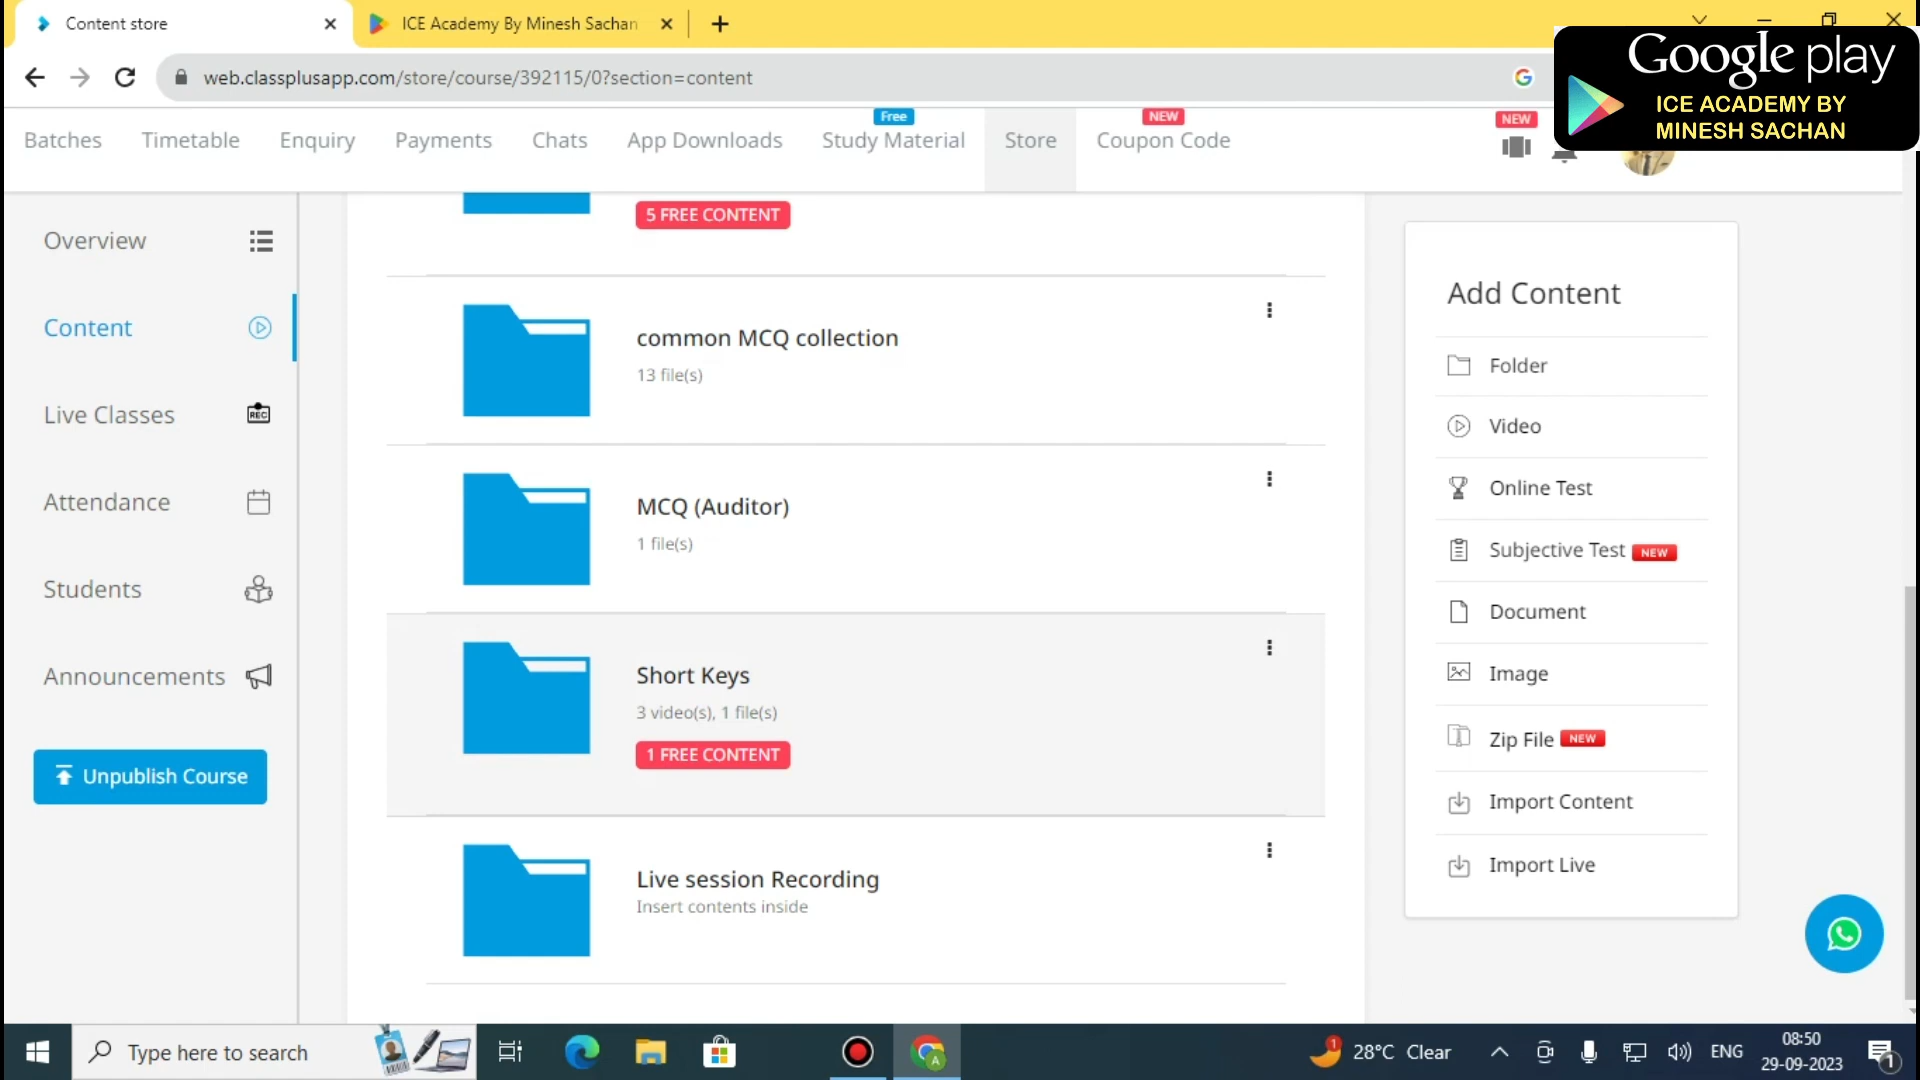 Content store
ICE Academy By Minesh Sachan
web.classplusapp.com/store/course/392115/0?section=content
Google play
ICE ACADEMY BY
MINESH SACHAN
Free
NEW
NEW
Batches
Timetable
Enquiry
Payments
Chats
App Downloads
Study Material
Store
Coupon Code
Overview
Content
Live Classes
REC
Attendance
Students
Announcements
Unpublish Course
5 FREE CONTENT
common MCQ collection
13 file(s)
MCQ (Auditor)
1 file(s)
Short Keys
3 video(s), 1 file(s)
1 FREE CONTENT
Live session Recording
Insert contents inside
Add Content
Folder
Video
Online Test
Subjective Test NEW
Document
Image
Zip File NEW
Import Content
Import Live
Type here to search
A
1
28°C Clear
ENG
08:50
29-09-2023
1